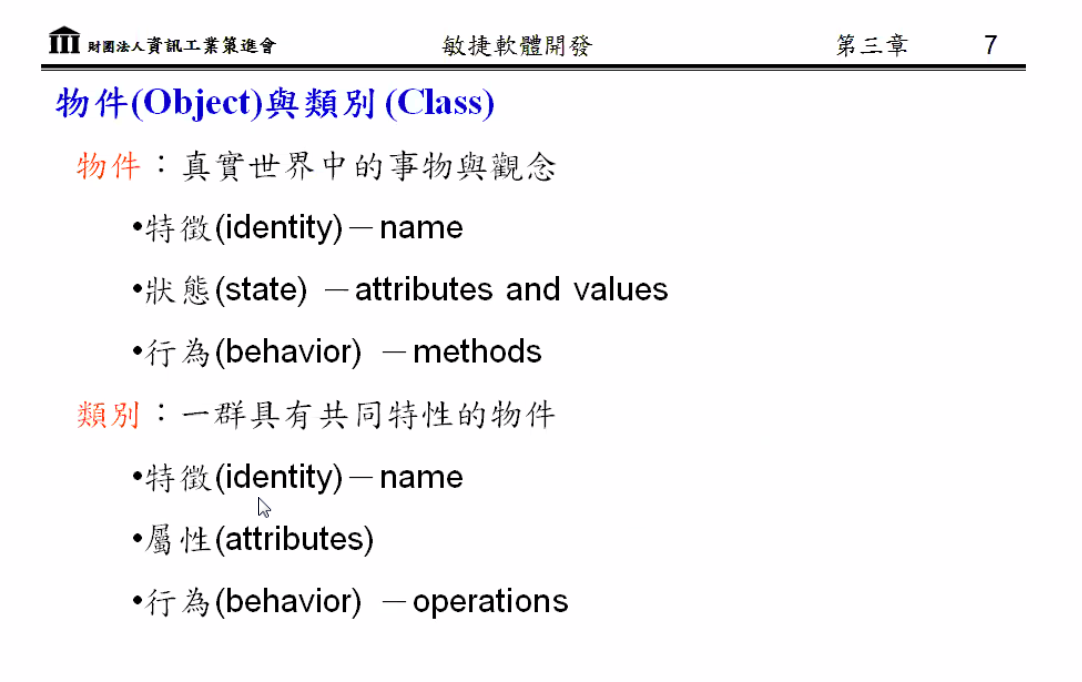 財團法人資訊工業策進會 敏捷軟體開發 第三章 7
物件(Object)與類別(Class)
物件：真實世界中的事物與觀念
•特徵(identity)－name
•狀態(state) －attributes and values
•行為(behavior) －methods
類別：一群具有共同特性的物件
•特徵(identity)－name
•屬性(attributes)
•行為(behavior) －operations